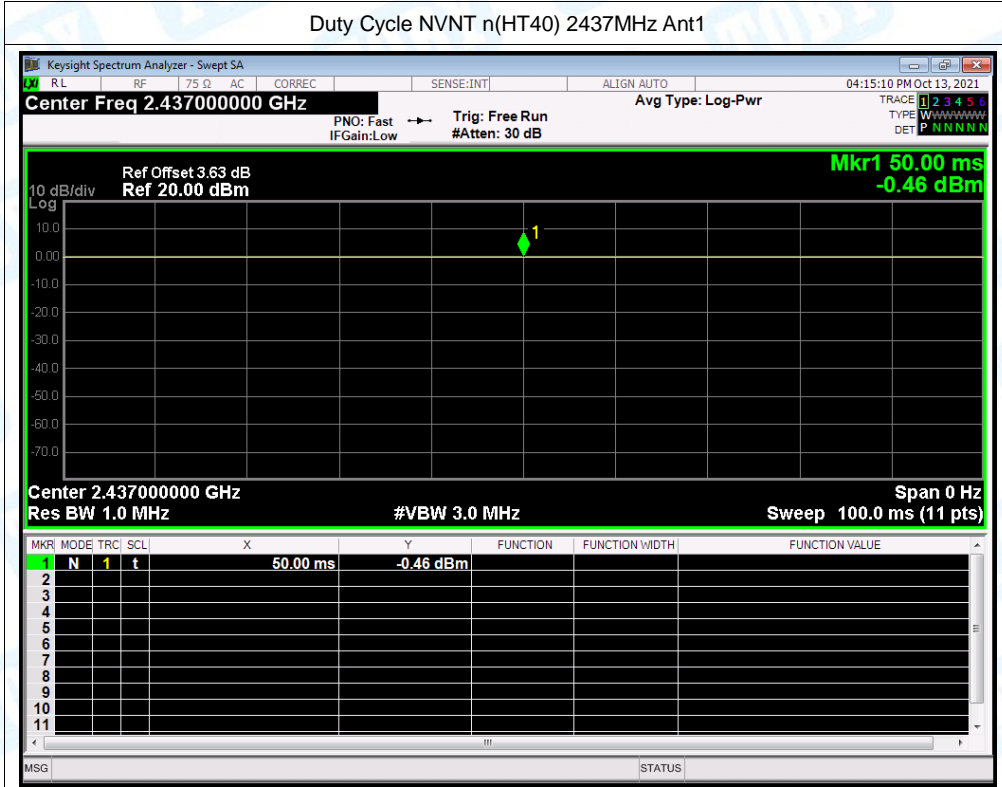 Duty Cycle NVNT n(HT40) 2437MHz Ant1
Keysight Spectrum Analyzer - Swept SA
LXI RL RF 75 Ω AC CORREC SENSE:INT ALIGN AUTO 04:15:10 PM Oct 13, 2021
Center Freq 2.437000000 GHz Avg Type: Log-Pwr TRACE 1 2 3 4 5 6
PNO: Fast Trig: Free Run TYPE WWWWWW
IFGain:Low #Atten: 30 dB DET P N N N N N
Mkr1 50.00 ms
Ref Offset 3.63 dB
10 dB/div Ref 20.00 dBm -0.46 dBm
Log
10.0
1
0.00
-10.0
-20.0
-30.0
-40.0
-50.0
-60.0
-70.0
Center 2.437000000 GHz Span 0 Hz
Res BW 1.0 MHz #VBW 3.0 MHz Sweep 100.0 ms (11 pts)
MKR MODE TRC SCL X Y FUNCTION FUNCTION WIDTH FUNCTION VALUE
1 N 1 t 50.00 ms -0.46 dBm
2
3
4
5
6
7
8
9
10
11
MSG STATUS